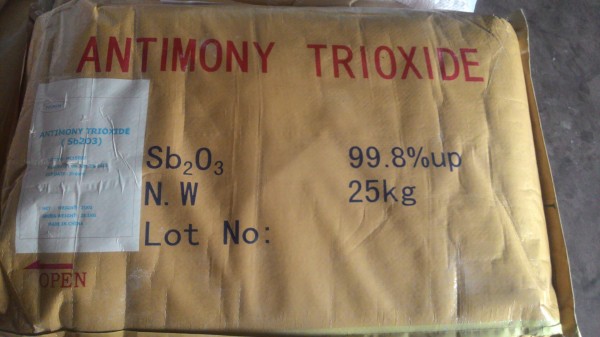 ANTIMONY TRIOXIDE
ANTIMONY TRIOXIDE
(Sb2O3)
Sb2O3 99.8%up
N.W 25kg
Lot No:
OPEN